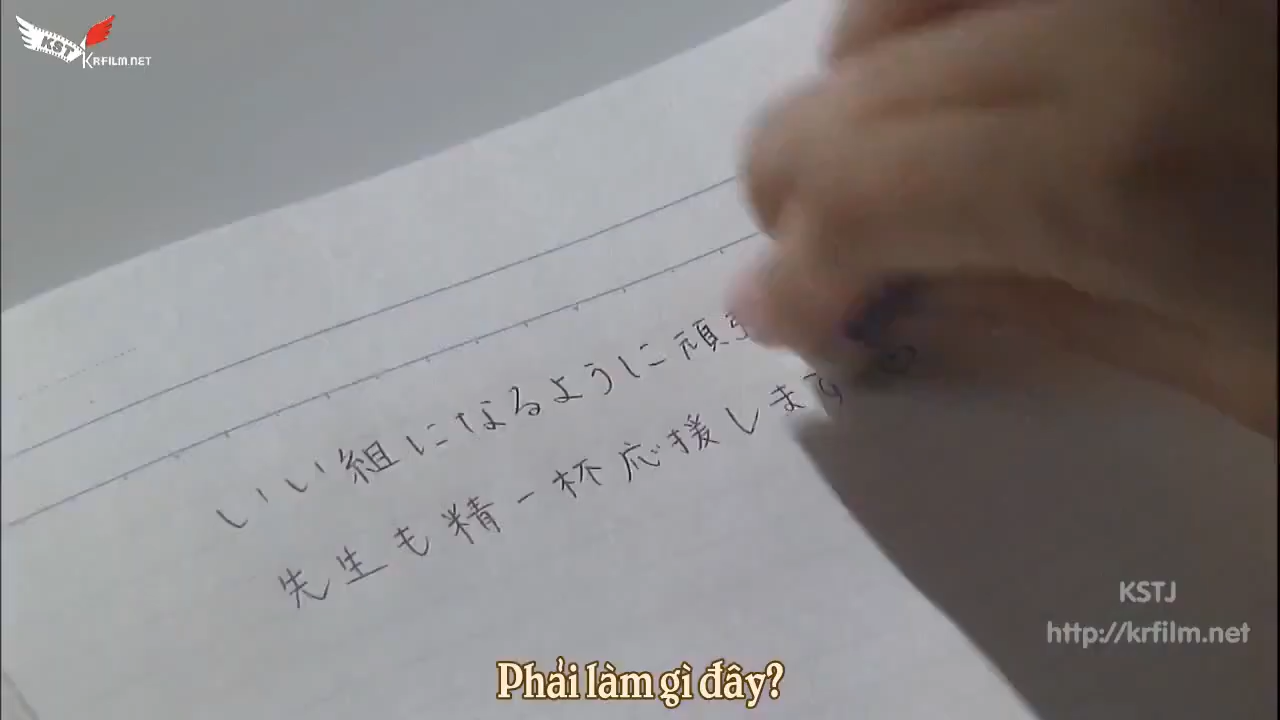 KST
KRFILM.NET
いい組になるように頑
先生も精一杯応援します
KSTJ
http://krfilm.net
Phải làm gì đây?